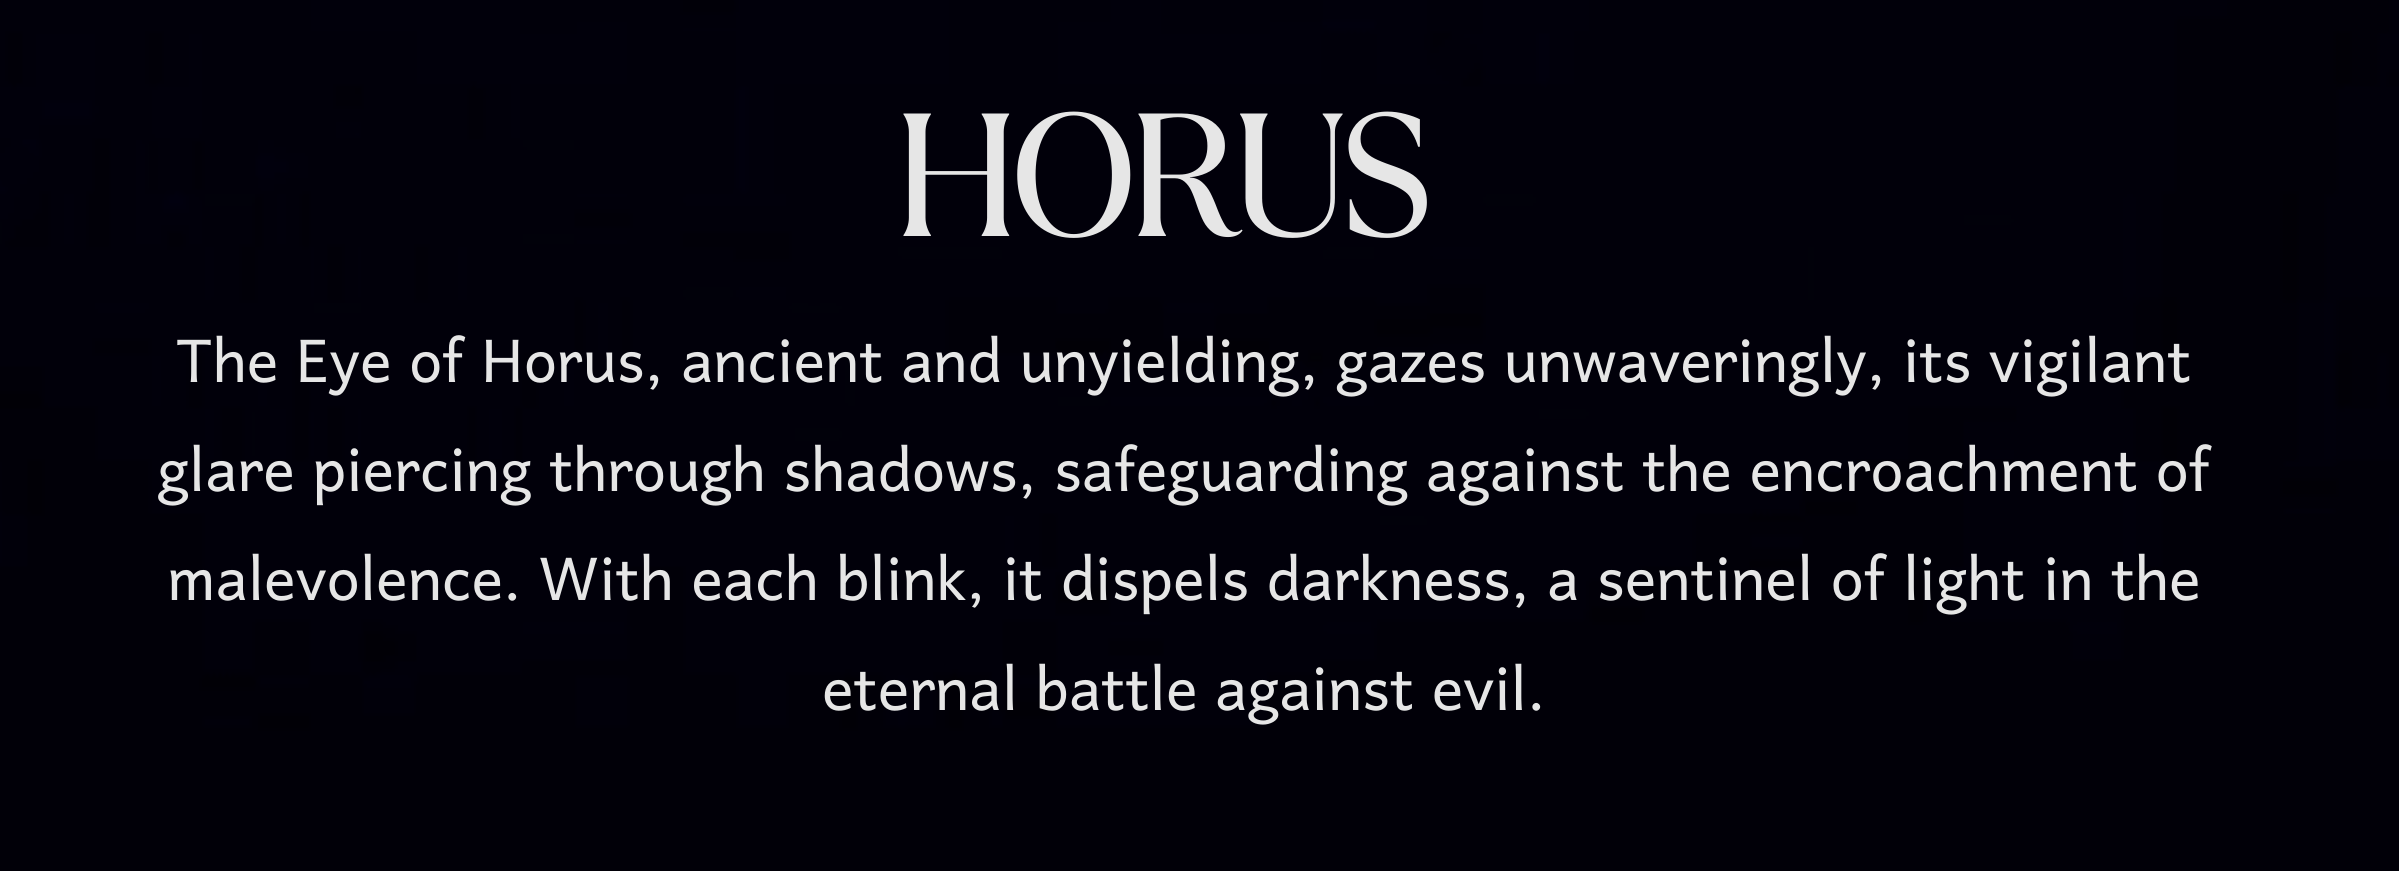 HORUS
The Eye of Horus, ancient and unyielding, gazes unwaveringly, its vigilant
glare piercing through shadows, safeguarding against the encroachment of
malevolence. With each blink, it dispels darkness, a sentinel of light in the
eternal battle against evil.